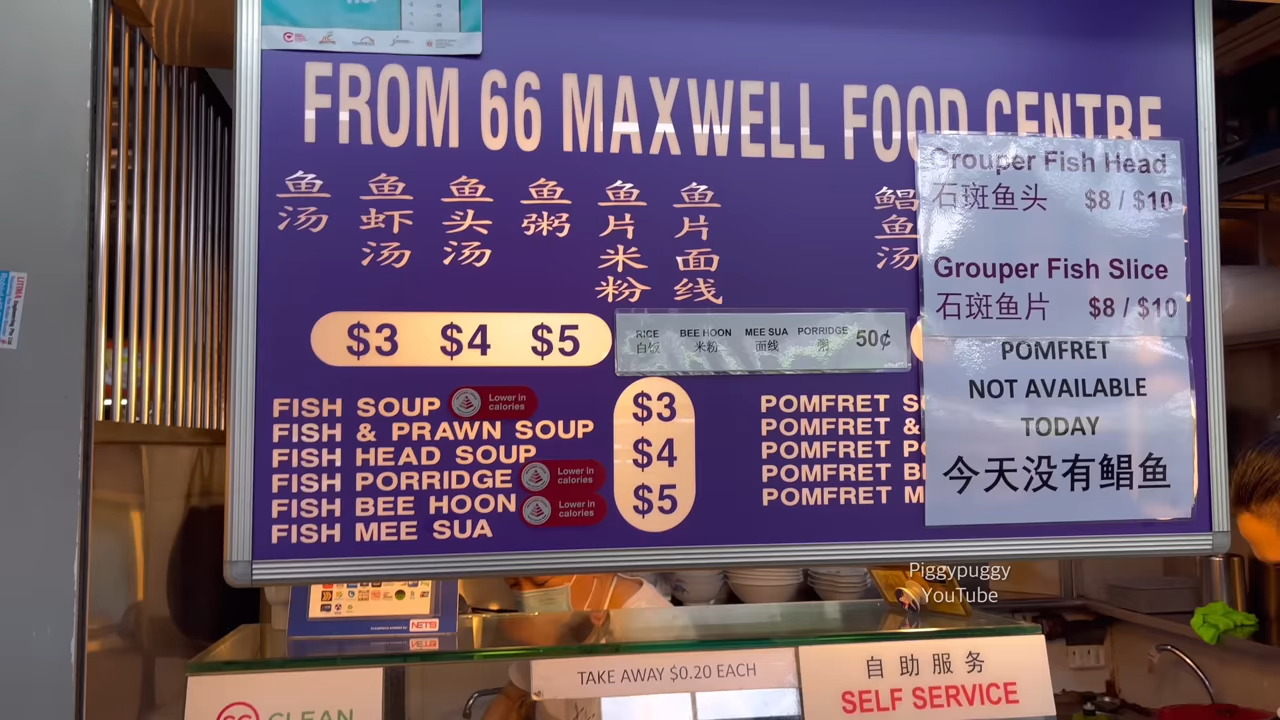 FROM 66 MAXWELL FOOD CENTRE
鱼汤
鱼虾汤
鱼头汤
鱼粥
鱼片米粉
鱼片面线
鲳鱼汤
$3 $4 $5
RICE BEE HOON MEE SUA PORRIDGE 50¢
白饭 米粉 面线 粥
FISH SOUP
Lower in
calories
FISH & PRAWN SOUP
FISH HEAD SOUP
FISH PORRIDGE
Lower in
calories
FISH BEE HOON
Lower in
calories
FISH MEE SUA
$3
$4
$5
POMFRET
POMFRET &
POMFRET
POMFRET
POMFRET
Grouper Fish Head
石斑鱼头 $8 / $10
Grouper Fish Slice
石斑鱼片 $8 / $10
POMFRET
NOT AVAILABLE
TODAY
今天没有鲳鱼
Piggypuggy
YouTube
NETS
TAKE AWAY $0.20 EACH
自助服务
SELF SERVICE
SG CLEAN